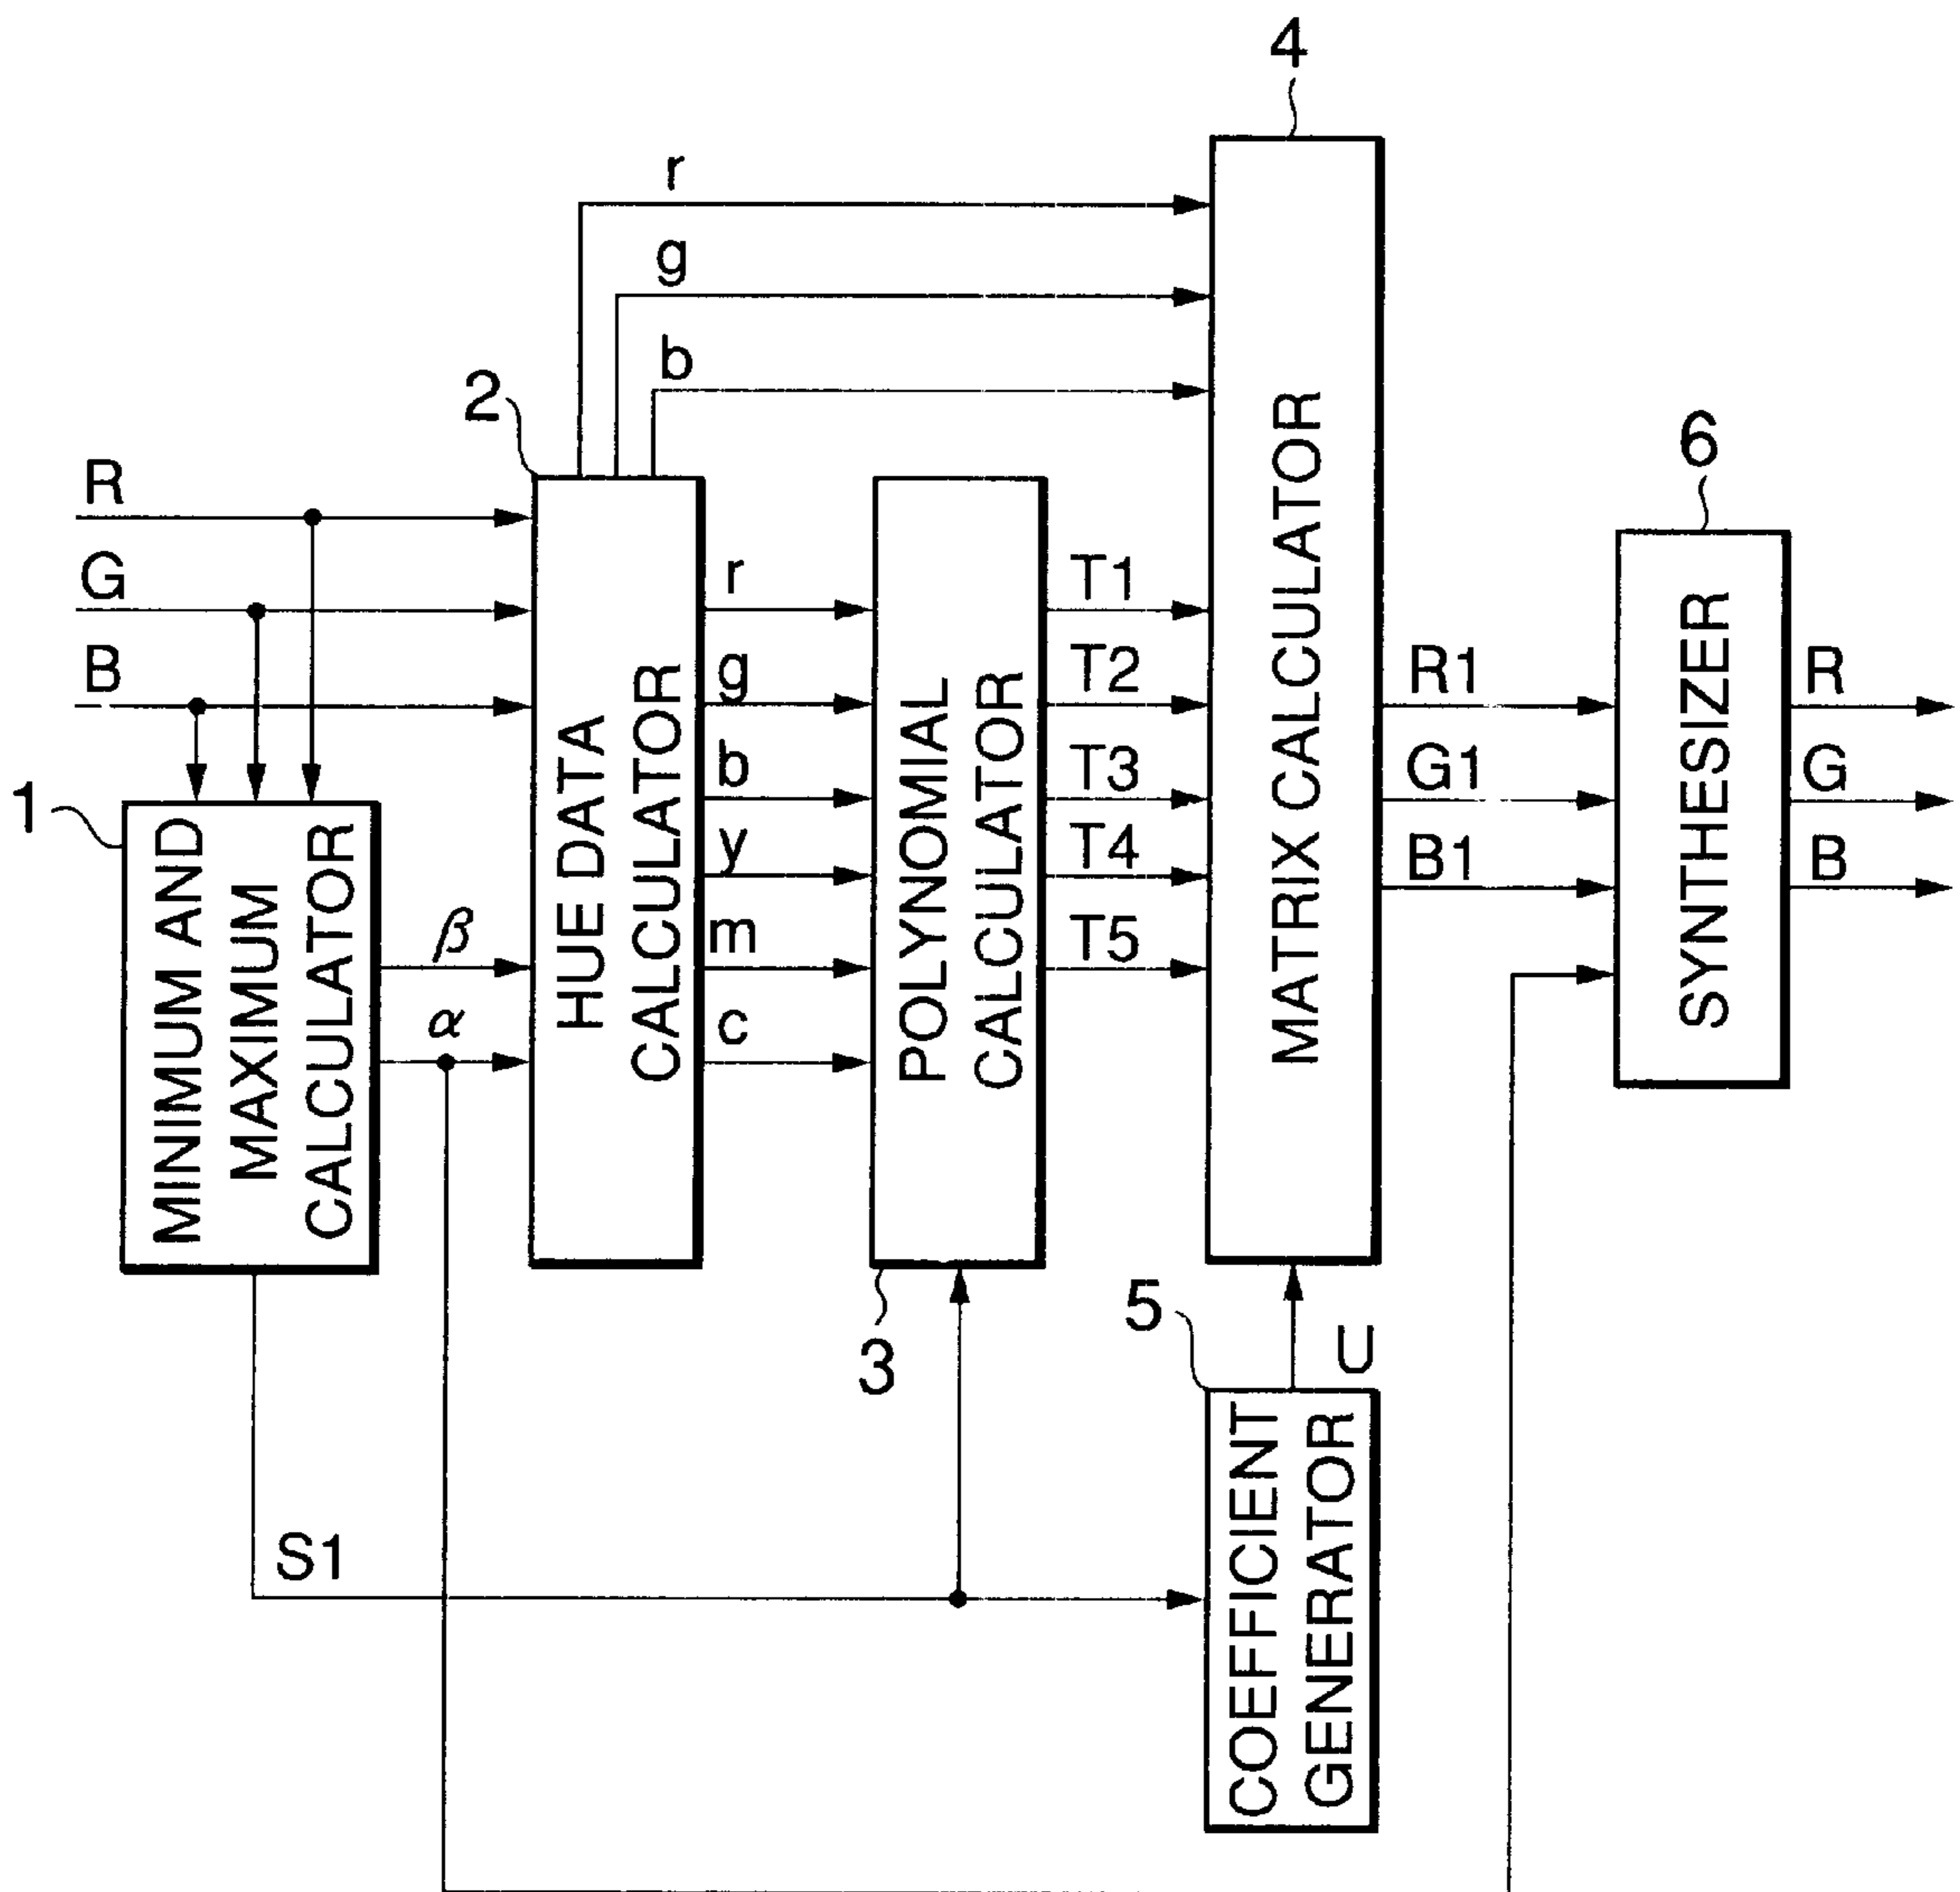 4
r
g
b
2
6
R
G
B
r
g
b
y
m
c
T1
T2
T3
T4
T5
R1
G1
B1
R
G
B
1
β
α
MINIMUM AND
MAXIMUM
CALCULATOR
HUE DATA
CALCULATOR
POLYNOMIAL
CALCULATOR
MATRIX CALCULATOR
SYNTHESIZER
3
5
U
S1
COEFFICIENT
GENERATOR